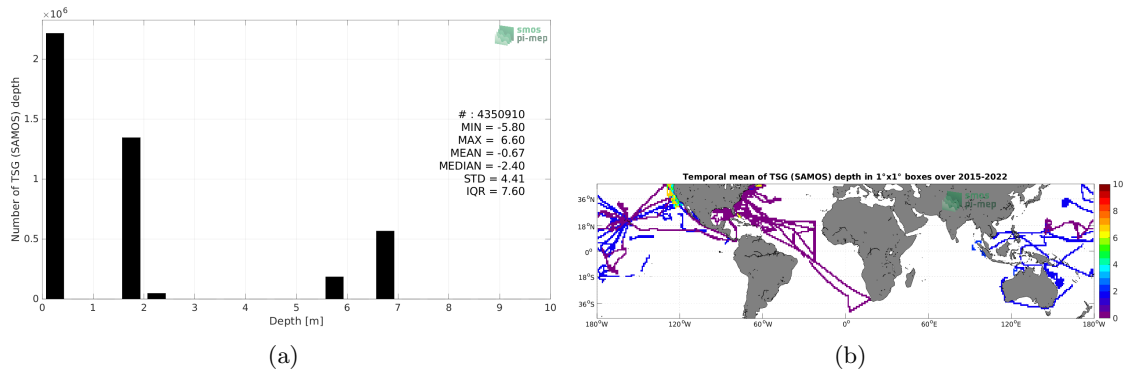 ×10⁶
smos
pi-mep
2
1.5
1
0.5
0
Number of TSG (SAMOS) depth
# : 4350910
MIN = -5.80
MAX = 6.60
MEAN = -0.67
MEDIAN = -2.40
STD = 4.41
IQR = 7.60
0 1 2 3 4 5 6 7 8 9 10
Depth [m]
(a)
Temporal mean of TSG (SAMOS) depth in 1°x1° boxes over 2015-2022
smos
pi-mep
36°N
18°N
0°
18°S
36°S
180°W 120°W 60°W 0°E 60°E 120°E 180°W
10
8
6
4
2
0
(b)